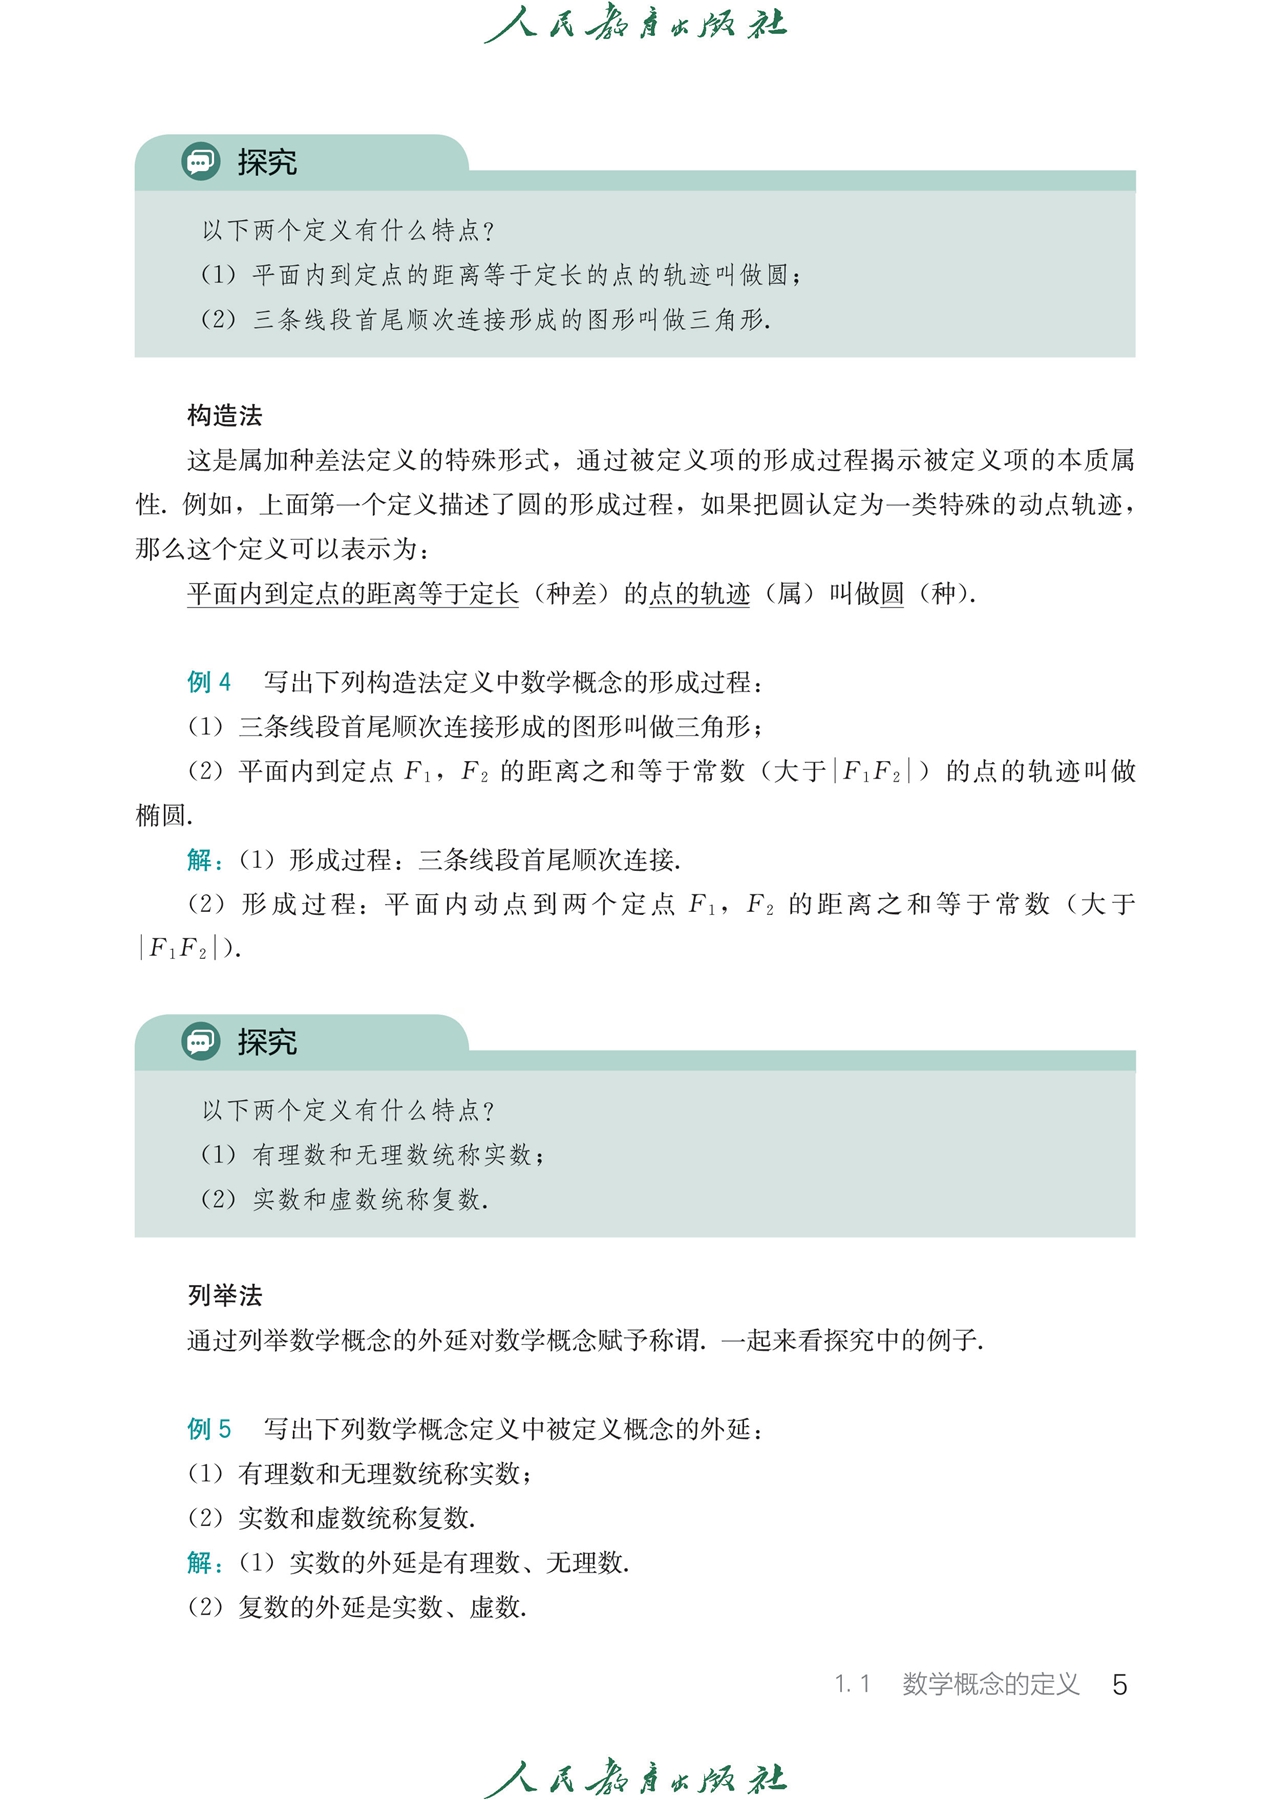 人民教育出版社
探究
以下两个定义有什么特点？
（1）平面内到定点的距离等于定长的点的轨迹叫做圆；
（2）三条线段首尾顺次连接形成的图形叫做三角形.
构造法
这是属加种差法定义的特殊形式，通过被定义项的形成过程揭示被定义项的本质属
性. 例如，上面第一个定义描述了圆的形成过程，如果把圆认定为一类特殊的动点轨迹，
那么这个定义可以表示为：
平面内到定点的距离等于定长（种差）的点的轨迹（属）叫做圆（种）.
例 4 写出下列构造法定义中数学概念的形成过程：
（1）三条线段首尾顺次连接形成的图形叫做三角形；
（2）平面内到定点 F₁，F₂ 的距离之和等于常数（大于|F₁F₂|）的点的轨迹叫做
椭圆.
解：（1）形成过程：三条线段首尾顺次连接.
（2）形成过程：平面内动点到两个定点 F₁，F₂ 的距离之和等于常数（大于
|F₁F₂|）.
探究
以下两个定义有什么特点？
（1）有理数和无理数统称实数；
（2）实数和虚数统称复数.
列举法
通过列举数学概念的外延对数学概念赋予称谓. 一起来看探究中的例子.
例 5 写出下列数学概念定义中被定义概念的外延：
（1）有理数和无理数统称实数；
（2）实数和虚数统称复数.
解：（1）实数的外延是有理数、无理数.
（2）复数的外延是实数、虚数.
1.1 数学概念的定义 5
人民教育出版社